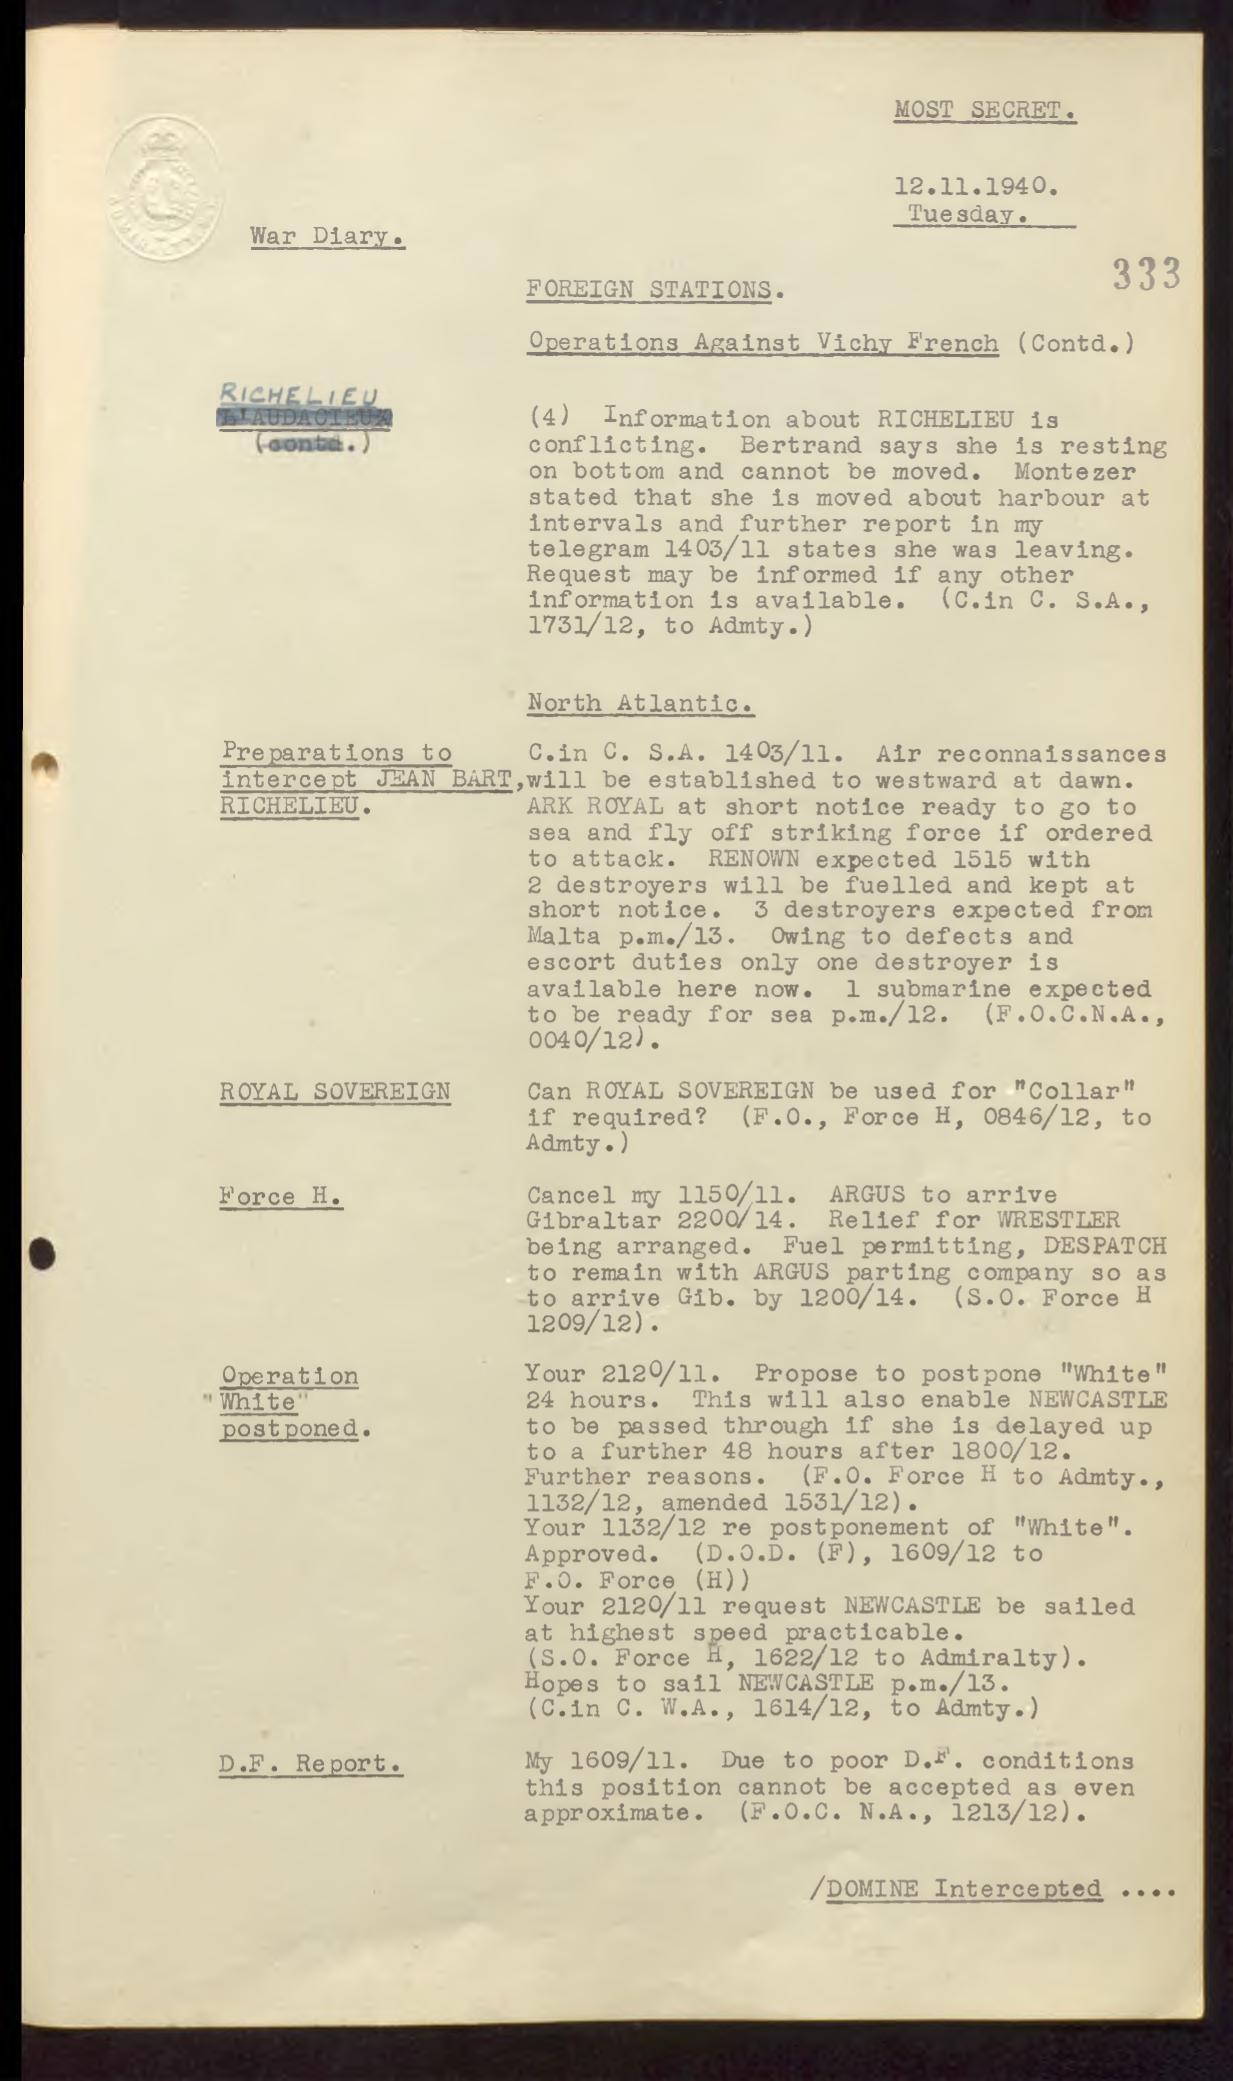 MOST SECRET.
12.11.1940.
Tuesday.
War Diary.
333
FOREIGN STATIONS.
Operations Against Vichy French (Contd.)
RICHELIEU
L'AUDACIEUX
(contd.)
(4) Information about RICHELIEU is
conflicting. Bertrand says she is resting
on bottom and cannot be moved. Montezer
stated that she is moved about harbour at
intervals and further report in my
telegram 1403/11 states she was leaving.
Request may be informed if any other
information is available. (C.in C. S.A.,
1731/12, to Admty.)
North Atlantic.
Preparations to
intercept JEAN BART,
RICHELIEU.
C.in C. S.A. 1403/11. Air reconnaissances
will be established to westward at dawn.
ARK ROYAL at short notice ready to go to
sea and fly off striking force if ordered
to attack. RENOWN expected 1515 with
2 destroyers will be fuelled and kept at
short notice. 3 destroyers expected from
Malta p.m./13. Owing to defects and
escort duties only one destroyer is
available here now. 1 submarine expected
to be ready for sea p.m./12. (F.O.C.N.A.,
0040/12).
ROYAL SOVEREIGN
Can ROYAL SOVEREIGN be used for "Collar"
if required? (F.O., Force H, 0846/12, to
Admty.)
Force H.
Cancel my 1150/11. ARGUS to arrive
Gibraltar 2200/14. Relief for WRESTLER
being arranged. Fuel permitting, DESPATCH
to remain with ARGUS parting company so as
to arrive Gib. by 1200/14. (S.O. Force H
1209/12).
Operation
"White"
postponed.
Your 2120/11. Propose to postpone "White"
24 hours. This will also enable NEWCASTLE
to be passed through if she is delayed up
to a further 48 hours after 1800/12.
Further reasons. (F.O. Force H to Admty.,
1132/12, amended 1531/12).
Your 1132/12 re postponement of "White".
Approved. (D.O.D. (F), 1609/12 to
F.O. Force (H))
Your 2120/11 request NEWCASTLE be sailed
at highest speed practicable.
(S.O. Force H, 1622/12 to Admiralty).
Hopes to sail NEWCASTLE p.m./13.
(C.in C. W.A., 1614/12, to Admty.)
D.F. Report.
My 1609/11. Due to poor D.F. conditions
this position cannot be accepted as even
approximate. (F.O.C. N.A., 1213/12).
/DOMINE Intercepted ....